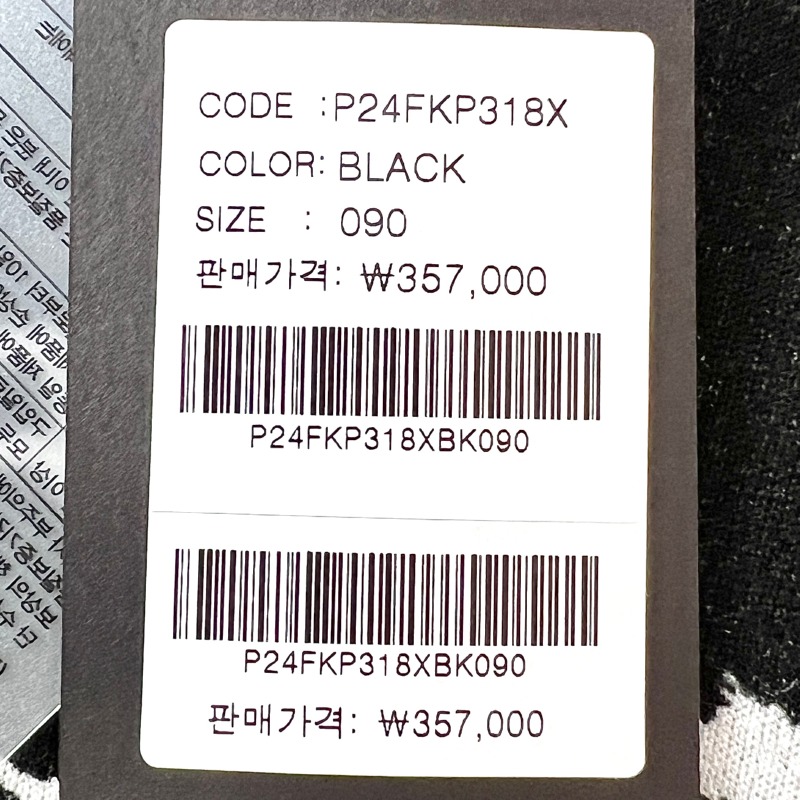 CODE :P24FKP318X
COLOR: BLACK
SIZE : 090
판매가격: ₩357,000
P24FKP318XBK090
P24FKP318XBK090
판매가격: ₩357,000